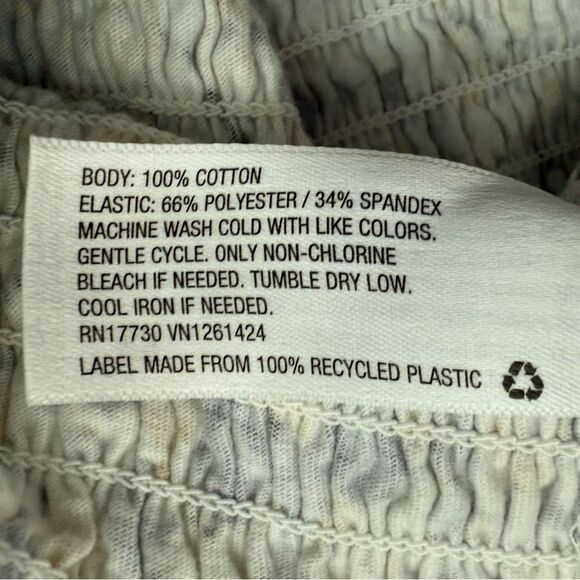 BODY: 100% COTTON
ELASTIC: 66% POLYESTER / 34% SPANDEX
MACHINE WASH COLD WITH LIKE COLORS.
GENTLE CYCLE. ONLY NON-CHLORINE
BLEACH IF NEEDED. TUMBLE DRY LOW.
COOL IRON IF NEEDED.
RN17730 VN1261424
LABEL MADE FROM 100% RECYCLED PLASTIC